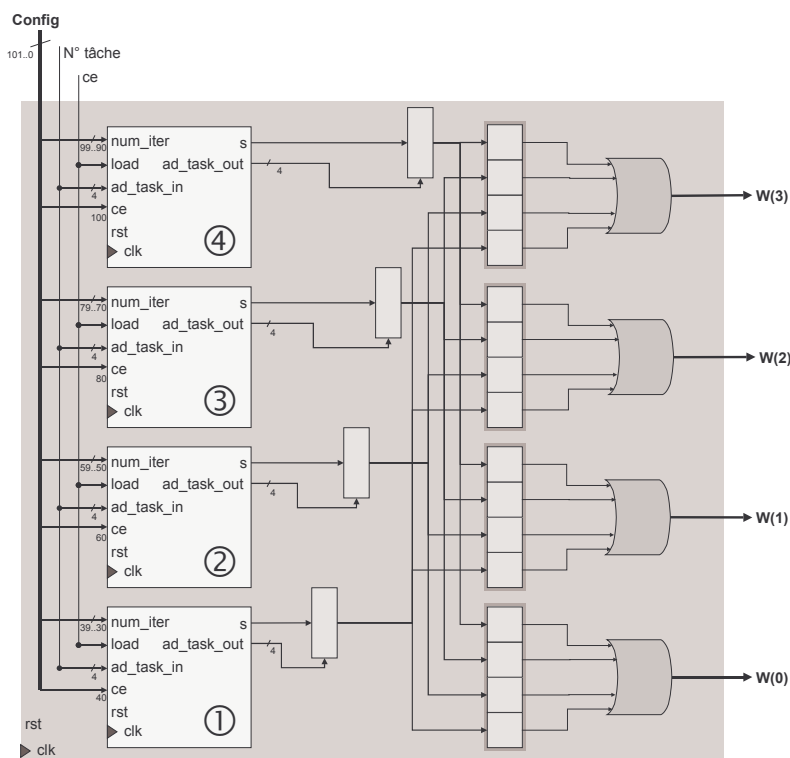 Config
101..0
N° tâche
ce
num_iter
s
99..90
load
ad_task_out
4
ad_task_in
4
ce
100
rst
④
clk
W(3)
num_iter
s
79..70
load
ad_task_out
4
ad_task_in
4
ce
80
rst
③
clk
W(2)
num_iter
s
59..50
load
ad_task_out
4
ad_task_in
4
ce
60
rst
②
clk
W(1)
num_iter
s
39..30
load
ad_task_out
4
ad_task_in
4
ce
40
rst
①
clk
W(0)
rst
clk